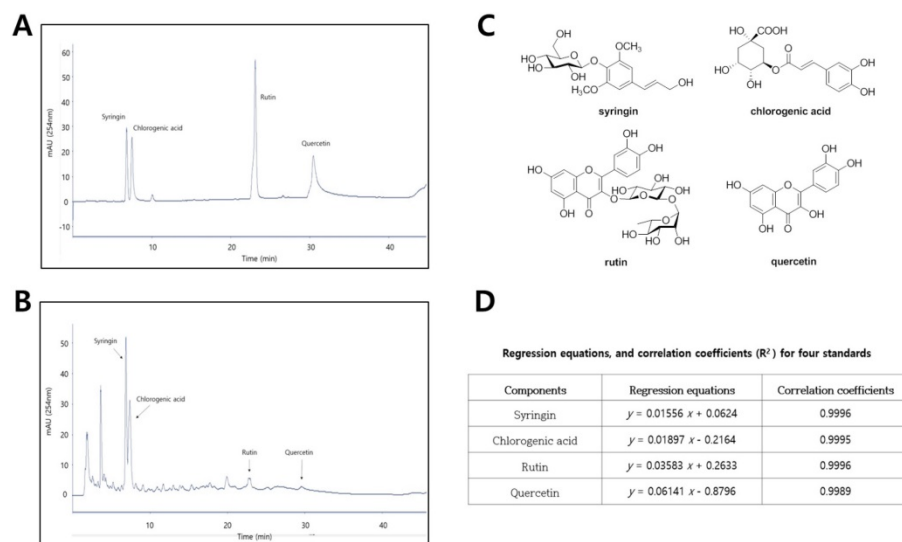 A
60
50
40
30
20
10
0
-10
mAU (254nm)
Syringin
Chlorogenic acid
Rutin
Quercetin
10
20
30
40
Time (min)
B
50
40
30
20
10
0
mAU (254nm)
Syringin
Chlorogenic acid
Rutin
Quercetin
10
20
30
40
Time (min)
C
OH
HO
HO
OH
O
O
OCH₃
OCH₃
OH
syringin
HO
COOH
HO
OH
O
O
OH
OH
chlorogenic acid
OH
OH
HO
O
OH
O
O
HO
OH
O
O
O
HO
HO
OH
rutin
OH
OH
HO
O
OH
OH
O
quercetin
D
Regression equations, and correlation coefficients (R² ) for four standards
Components Regression equations Correlation coefficients
Syringin y = 0.01556 x + 0.0624 0.9996
Chlorogenic acid y = 0.01897 x - 0.2164 0.9995
Rutin y = 0.03583 x + 0.2633 0.9996
Quercetin y = 0.06141 x - 0.8796 0.9989